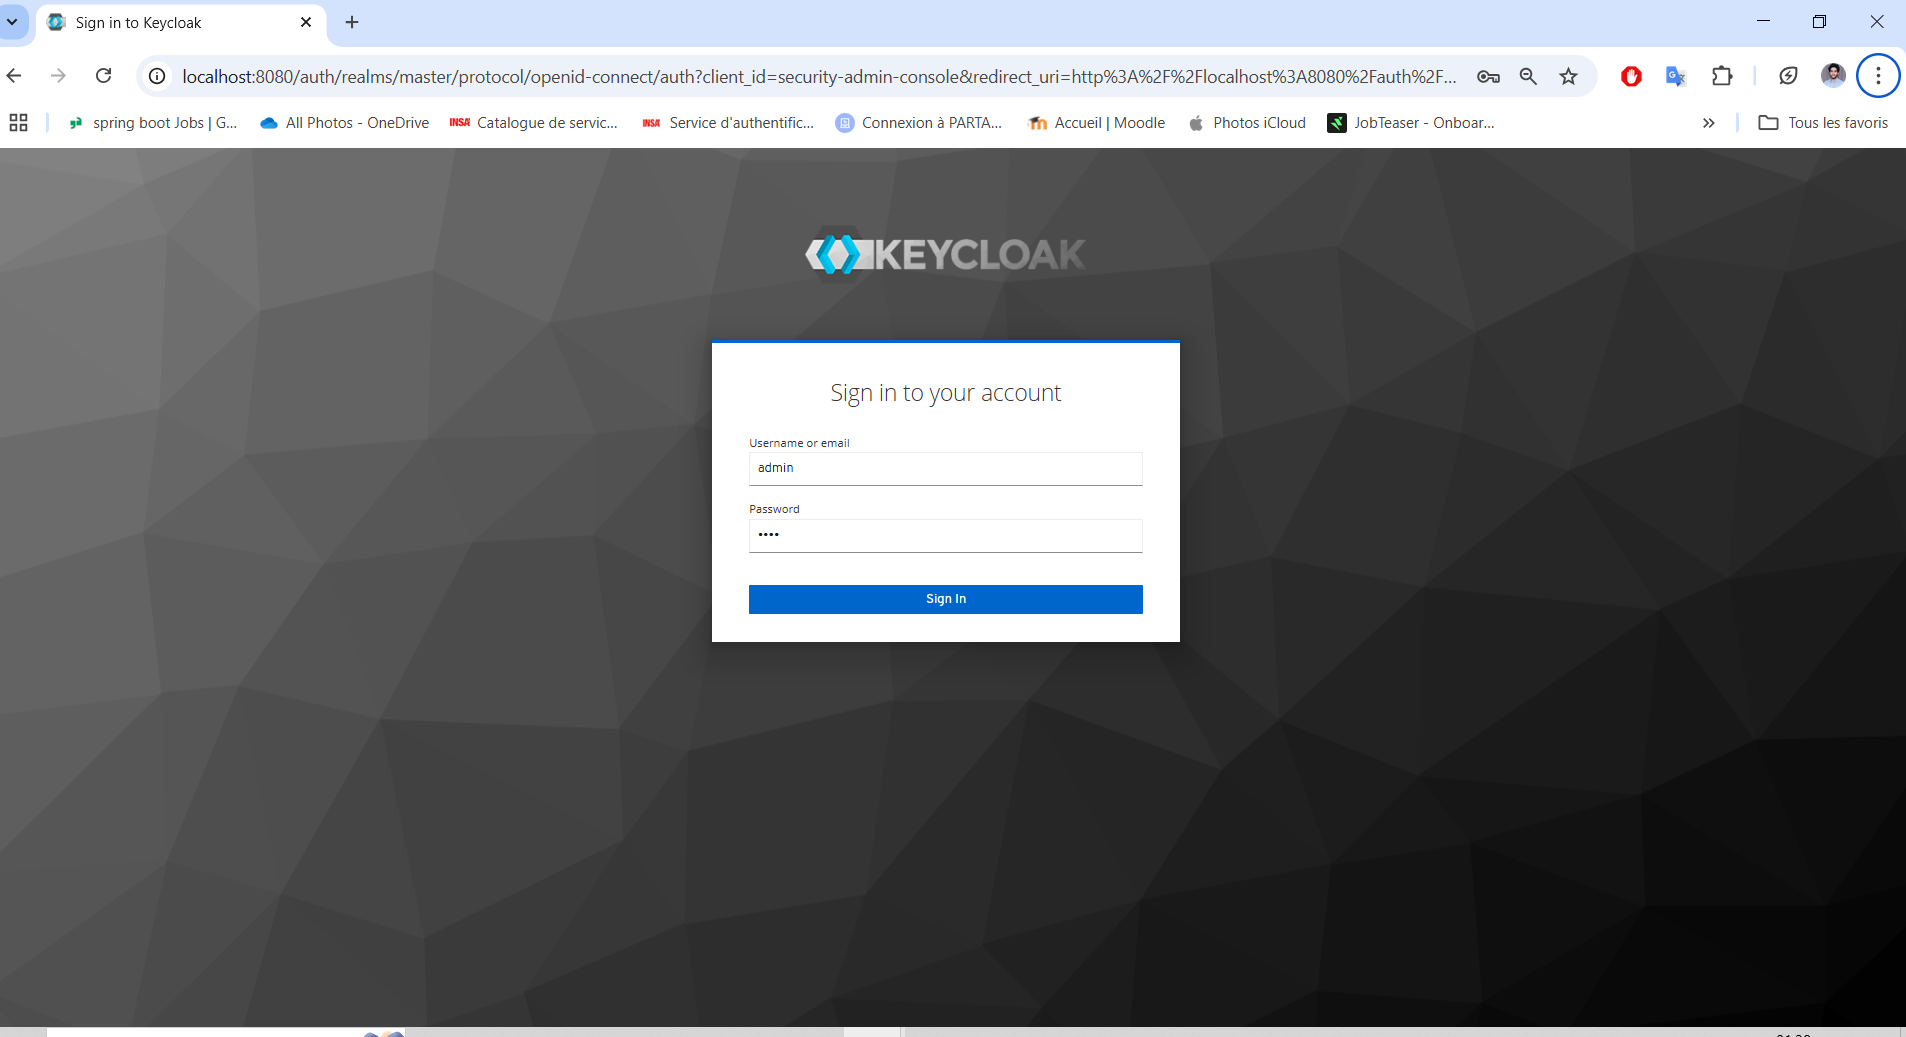 Sign in to Keycloak
localhost:8080/auth/realms/master/protocol/openid-connect/auth?client_id=security-admin-console&redirect_uri=http%3A%2F%2Flocalhost%3A8080%2Fauth%2F...
spring boot Jobs | G...
All Photos - OneDrive
INSA Catalogue de servic...
INSA Service d'authentific...
Connexion à PARTA...
Accueil | Moodle
Photos iCloud
JobTeaser - Onboar...
Tous les favoris
KEYCLOAK
Sign in to your account
Username or email
admin
Password
••••
Sign In